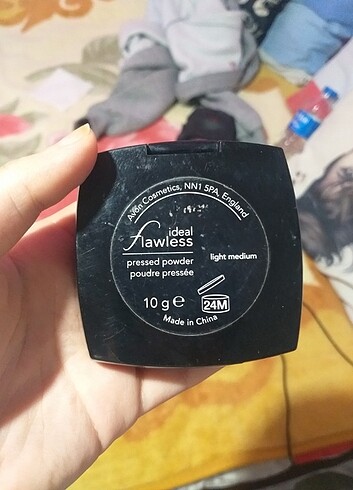 Avon Cosmetics, NN1 5PA, England
ideal
flawless
pressed powder
poudre pressée
light medium
10 g e
24M
Made in China